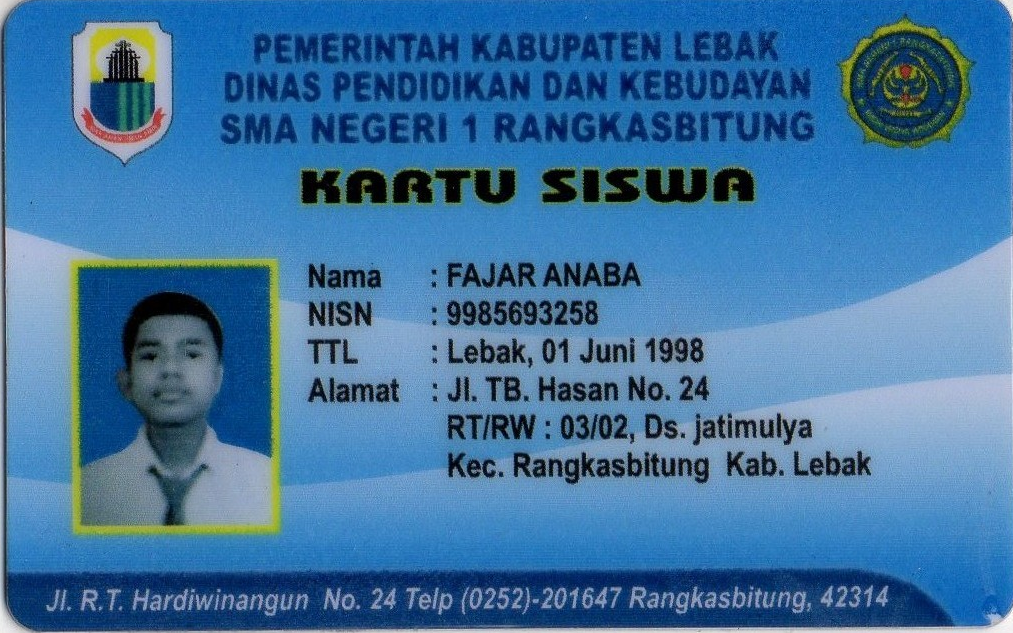 PEMERINTAH KABUPATEN LEBAK
DINAS PENDIDIKAN DAN KEBUDAYAN
SMA NEGERI 1 RANGKASBITUNG
KARTU SISWA
Nama : FAJAR ANABA
NISN : 9985693258
TTL : Lebak, 01 Juni 1998
Alamat : Jl. TB. Hasan No. 24
RT/RW : 03/02, Ds. jatimulya
Kec. Rangkasbitung Kab. Lebak
Jl. R.T. Hardiwinangun No. 24 Telp (0252)-201647 Rangkasbitung, 42314